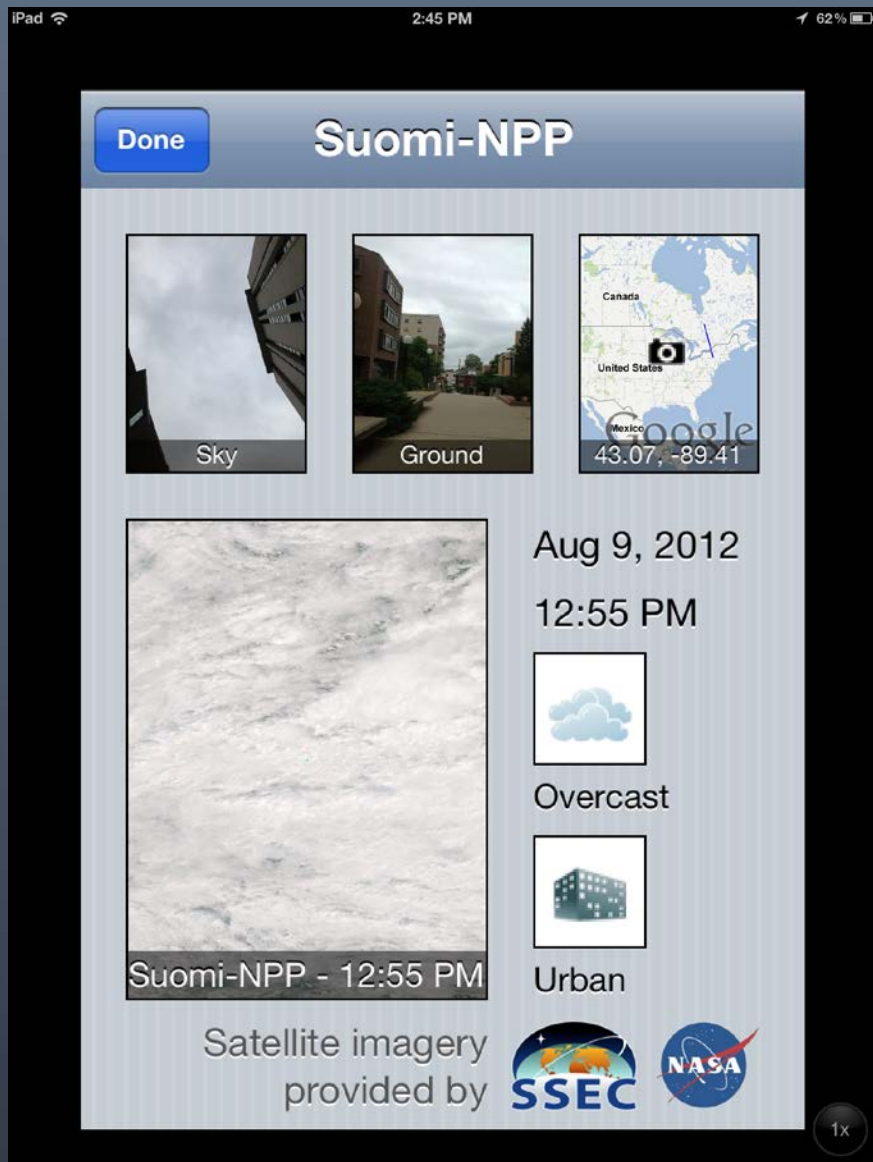 iPad
2:45 PM
62%
Done
Suomi-NPP
Sky
Ground
Canada
United States
Mexico
Google
43.07, -89.41
Aug 9, 2012
12:55 PM
Overcast
Urban
Suomi-NPP - 12:55 PM
Satellite imagery
provided by
SSEC
NASA
1x